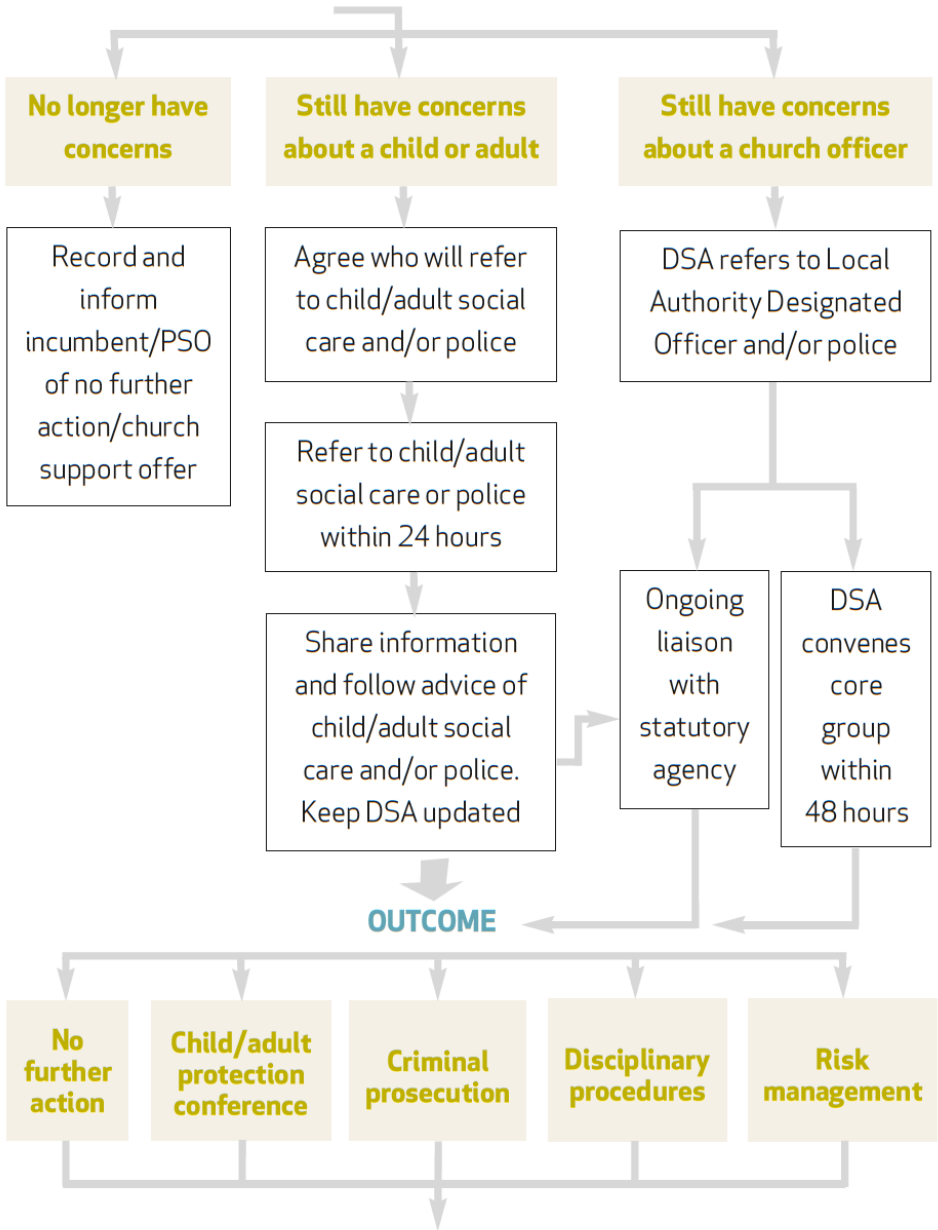 No longer have
concerns
Still have concerns
about a child or adult
Still have concerns
about a church officer
Record and
inform
incumbent/PSO
of no further
action/church
support offer
Agree who will refer
to child/adult social
care and/or police
DSA refers to Local
Authority Designated
Officer and/or police
Refer to child/adult
social care or police
within 24 hours
Share information
and follow advice of
child/adult social
care and/or police.
Keep DSA updated
Ongoing
liaison
with
statutory
agency
DSA
convenes
core
group
within
48 hours
OUTCOME
No
further
action
Child/adult
protection
conference
Criminal
prosecution
Disciplinary
procedures
Risk
management